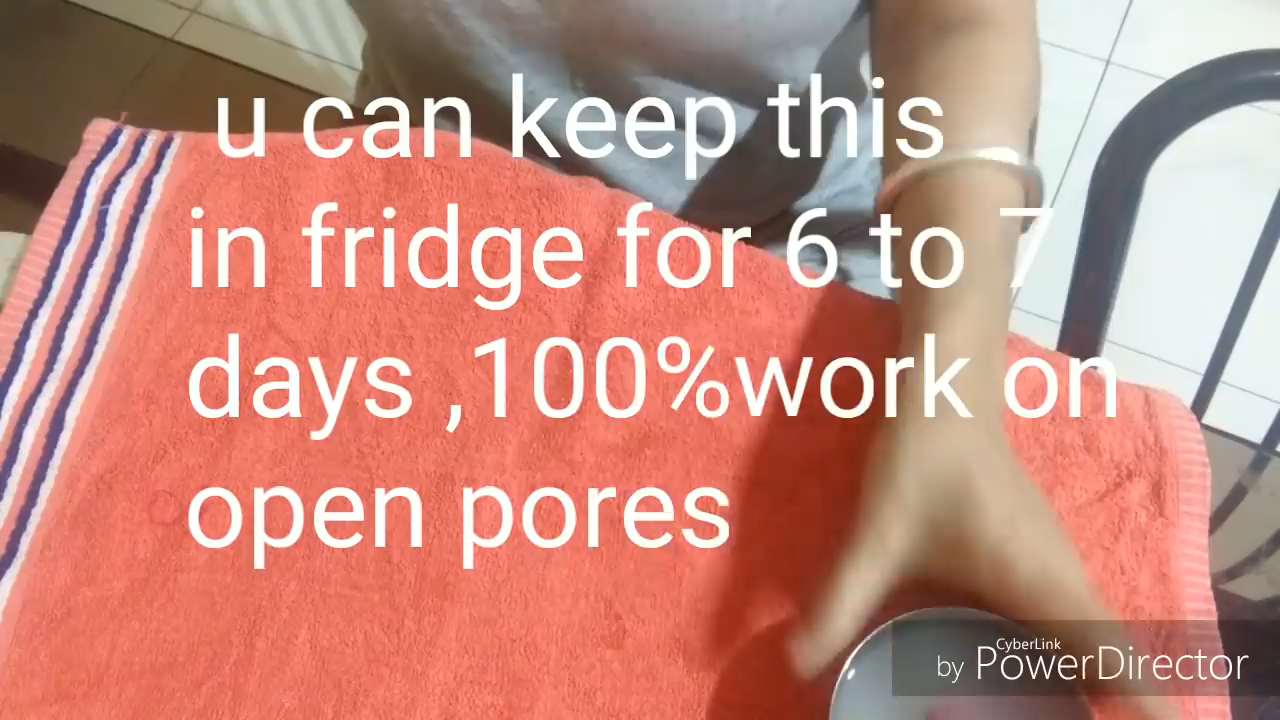 u can keep this
in fridge for 6 to 7
days ,100%work on
open pores
CyberLink
by PowerDirector